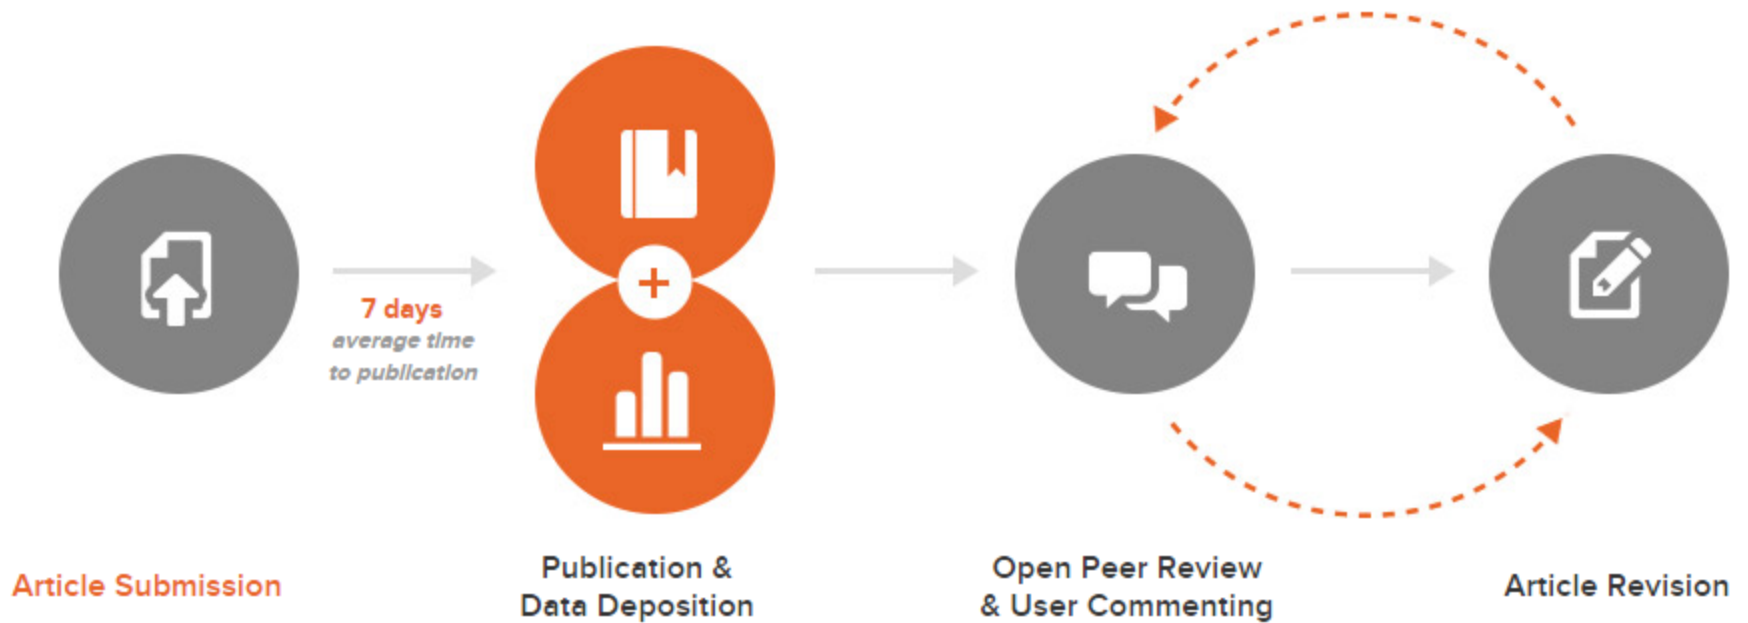 7 days
average time
to publication
Article Submission
Publication &
Data Deposition
Open Peer Review
& User Commenting
Article Revision